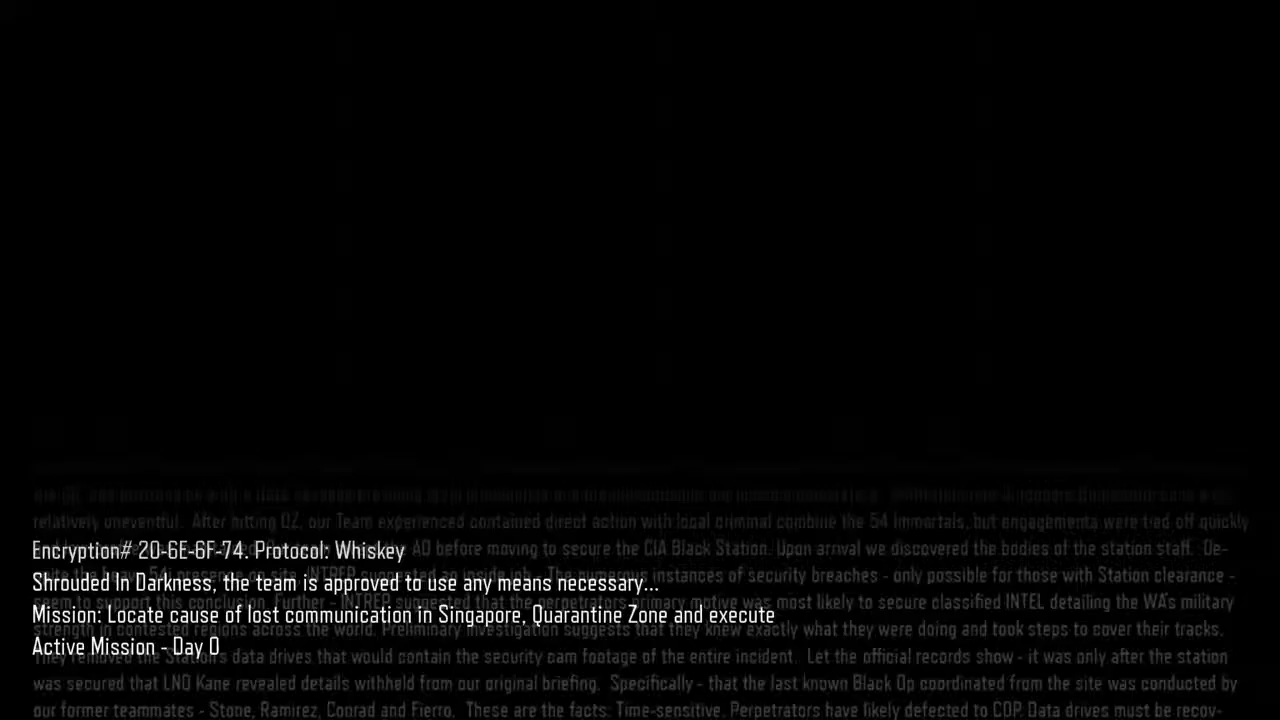 relatively uneventful. After hitting QZ, our Team experienced contained direct action with local criminal combine the 54 Immortals, but engagements were tied off quickly
Encryption# 20-6E-6F-74. Protocol: Whiskey
AO before moving to secure the CIA Black Station. Upon arrival we discovered the bodies of the station staff. De-
Shrouded In Darkness, the team is approved to use any means necessary...
presence on site, INTREP suggested an inside job. The numerous instances of security breaches - only possible for those with Station clearance -
seem to support this conclusion. Further - INTREP suggested that the perpetrators primary motive was most likely to secure classified INTEL detailing the WA's military
Mission: Locate cause of lost communication in Singapore, Quarantine Zone and execute
strength in contested regions across the world. Preliminary investigation suggests that they knew exactly what they were doing and took steps to cover their tracks.
Active Mission - Day 0
They removed the Station's data drives that would contain the security cam footage of the entire incident. Let the official records show - it was only after the station
was secured that LNO Kane revealed details withheld from our original briefing. Specifically - that the last known Black Op coordinated from the site was conducted by
our former teammates - Stone, Ramirez, Conrad and Fierro. These are the facts: Time-sensitive. Perpetrators have likely defected to CDP. Data drives must be recov-